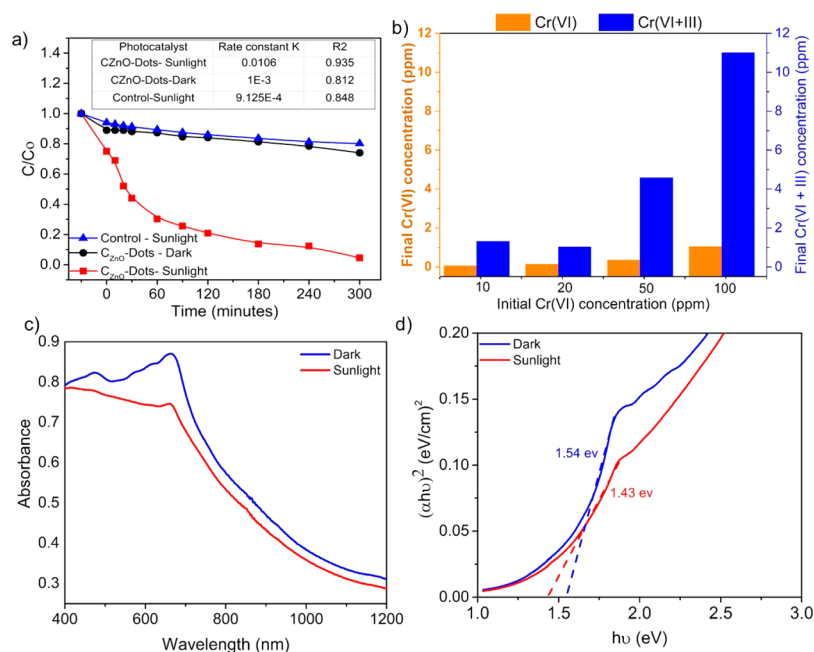 a)
Photocatalyst Rate constant K R2
CZnO-Dots- Sunlight 0.0106 0.935
CZnO-Dots-Dark 1E-3 0.812
Control-Sunlight 9.125E-4 0.848
1.4
1.2
1.0
0.8
0.6
0.4
0.2
0.0
C/Co
Control - Sunlight
CZnO-Dots - Dark
CZnO-Dots- Sunlight
0 60 120 180 240 300
Time (minutes)
b)
Cr(VI) Cr(VI+III)
12
10
8
6
4
2
0
Final Cr(VI) concentration (ppm)
12
10
8
6
4
2
0
Final Cr(VI + III) concentration (ppm)
10 20 50 100
Initial Cr(VI) concentration (ppm)
c)
Dark
Sunlight
0.9
0.8
0.7
0.6
0.5
0.4
0.3
Absorbance
400 600 800 1000 1200
Wavelength (nm)
d)
Dark
Sunlight
0.20
0.15
0.10
0.05
0.00
(αhυ)² (eV/cm)²
1.54 ev
1.43 ev
1.0 1.5 2.0 2.5 3.0
hυ (eV)